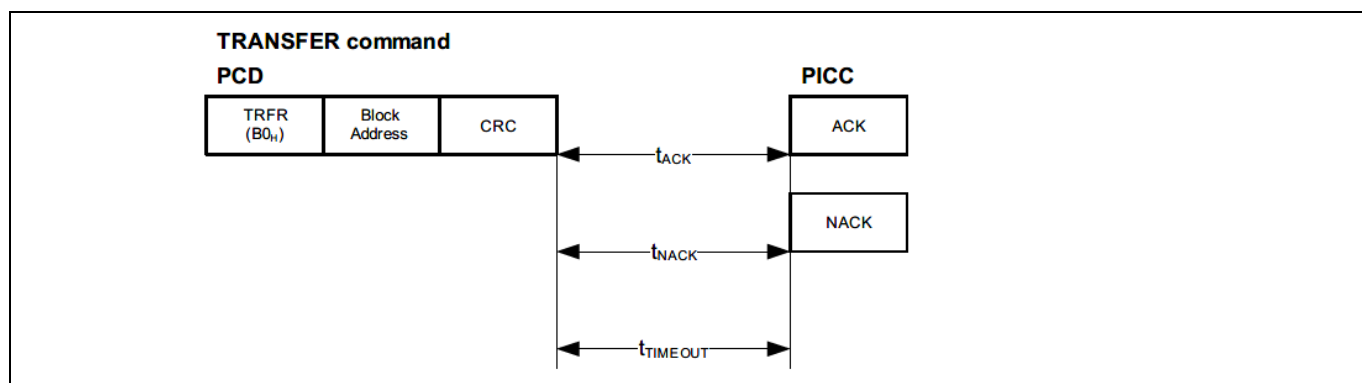 TRANSFER command
PCD
PICC
TRFR
(B0H)
Block
Address
CRC
ACK
tACK
NACK
tNACK
tTIMEOUT